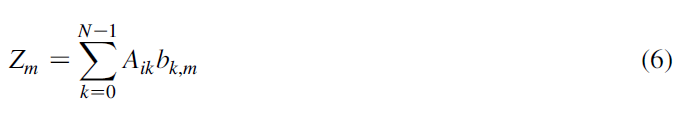 Z_m = \sum_{k=0}^{N-1} A_{ik} b_{k,m} (6)